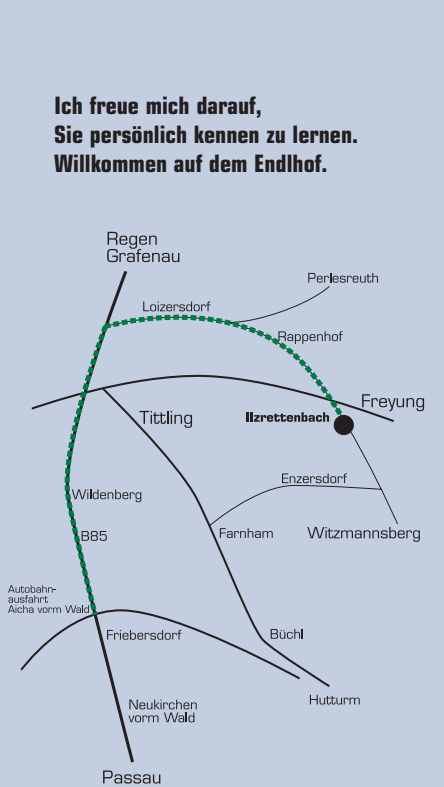 Ich freue mich darauf,
Sie persönlich kennen zu lernen.
Willkommen auf dem Endlhof.
Regen
Grafenau
Perlesreuth
Loizersdorf
Rappenhof
Freyung
Tittling
Ilzrettenbach
Enzersdorf
Wildenberg
Farnham
Witzmannsberg
B85
Autobahn-
ausfahrt
Aicha vorm Wald
Friebersdorf
Büchl
Hutturm
Neukirchen
vorm Wald
Passau